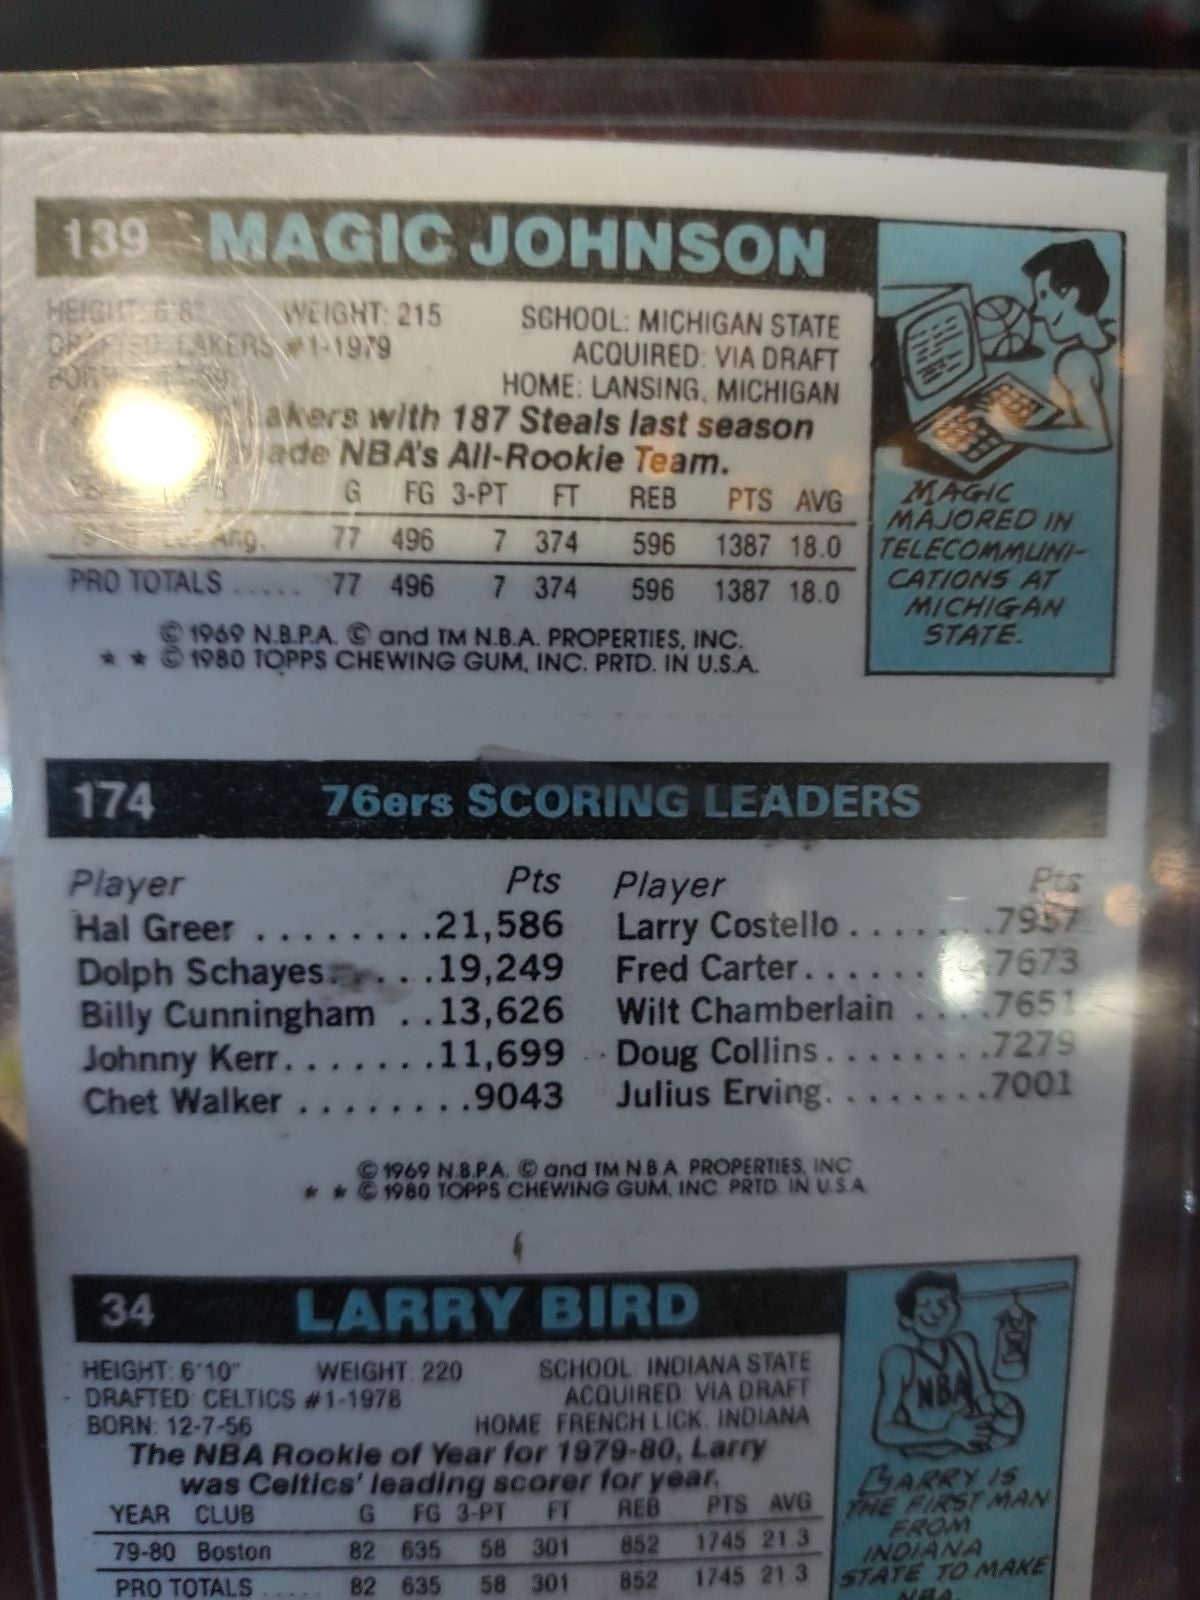 139 MAGIC JOHNSON
HEIGHT: 6'8" WEIGHT: 215 SCHOOL: MICHIGAN STATE
DRAFTED: LAKERS #1-1979 ACQUIRED: VIA DRAFT
HOME: LANSING, MICHIGAN
Lakers with 187 Steals last season
NBA's All-Rookie Team.
G FG 3-PT FT REB PTS AVG
Ang. 77 496 7 374 596 1387 18.0
PRO TOTALS ..... 77 496 7 374 596 1387 18.0
© 1969 N.B.P.A. © and TM N.B.A. PROPERTIES, INC.
* * © 1980 TOPPS CHEWING GUM, INC. PRTD. IN U.S.A.
MAGIC
MAJORED IN
TELECOMMUNI-
CATIONS AT
MICHIGAN
STATE.
174 76ers SCORING LEADERS
Player Pts Player Pts
Hal Greer ........21,586 Larry Costello ......7957
Dolph Schayes.....19,249 Fred Carter.......7673
Billy Cunningham ..13,626 Wilt Chamberlain ....7651
Johnny Kerr.......11,699 Doug Collins........7279
Chet Walker ........9043 Julius Erving........7001
© 1969 N.B.P.A. © and TM N.B.A. PROPERTIES, INC.
* * © 1980 TOPPS CHEWING GUM, INC. PRTD. IN U.S.A.
34 LARRY BIRD
HEIGHT: 6'10" WEIGHT: 220 SCHOOL: INDIANA STATE
DRAFTED: CELTICS #1-1978 ACQUIRED: VIA DRAFT
BORN: 12-7-56 HOME: FRENCH LICK, INDIANA
The NBA Rookie of Year for 1979-80, Larry
was Celtics' leading scorer for year.
YEAR CLUB G FG 3-PT FT REB PTS AVG
79-80 Boston 82 635 58 301 852 1745 21.3
PRO TOTALS ..... 82 635 58 301 852 1745 21.3
NBA
LARRY IS
THE FIRST MAN
FROM
INDIANA
STATE TO MAKE
NBA.